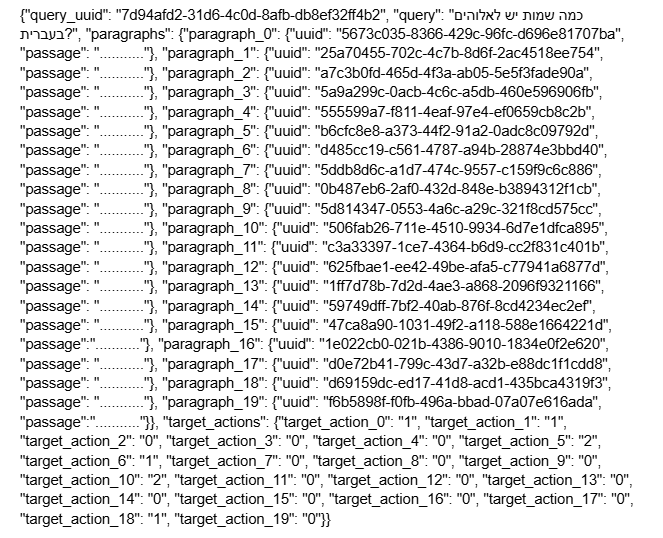 {"query_uuid": "7d94afd2-31d6-4c0d-8afb-db8ef32ff4b2", "query": "כמה שמות יש לאלוהים
בעברית?", "paragraphs": {"paragraph_0": {"uuid": "5673c035-8366-429c-96fc-d696e81707ba",
"passage": "..........."}, "paragraph_1": {"uuid": "25a70455-702c-4c7b-8d6f-2ac4518ee754",
"passage": "..........."}, "paragraph_2": {"uuid": "a7c3b0fd-465d-4f3a-ab05-5e5f3fade90a",
"passage": "..........."}, "paragraph_3": {"uuid": "5a9a299c-0acb-4c6c-a5db-460e596906fb",
"passage": "..........."}, "paragraph_4": {"uuid": "555599a7-f811-4eaf-97e4-ef0659cb8c2b",
"passage": "..........."}, "paragraph_5": {"uuid": "b6cfc8e8-a373-44f2-91a2-0adc8c09792d",
"passage": "..........."}, "paragraph_6": {"uuid": "d485cc19-c561-4787-a94b-28874e3bbd40",
"passage": "..........."}, "paragraph_7": {"uuid": "5ddb8d6c-a1d7-474c-9557-c159f9c6c886",
"passage": "..........."}, "paragraph_8": {"uuid": "0b487eb6-2af0-432d-848e-b3894312f1cb",
"passage": "..........."}, "paragraph_9": {"uuid": "5d814347-0553-4a6c-a29c-321f8cd575cc",
"passage": "..........."}, "paragraph_10": {"uuid": "506fab26-711e-4510-9934-6d7e1dfca895",
"passage": "..........."}, "paragraph_11": {"uuid": "c3a33397-1ce7-4364-b6d9-cc2f831c401b",
"passage": "..........."}, "paragraph_12": {"uuid": "625fbae1-ee42-49be-afa5-c77941a6877d",
"passage": "..........."}, "paragraph_13": {"uuid": "1ff7d78b-7d2d-4ae3-a868-2096f9321166",
"passage": "..........."}, "paragraph_14": {"uuid": "59749dff-7bf2-40ab-876f-8cd4234ec2ef",
"passage": "..........."}, "paragraph_15": {"uuid": "47ca8a90-1031-49f2-a118-588e1664221d",
"passage":"..........."}, "paragraph_16": {"uuid": "1e022cb0-021b-4386-9010-1834e0f2e620",
"passage": "..........."}, "paragraph_17": {"uuid": "d0e72b41-799c-43d7-a32b-e88dc1f1cdd8",
"passage": "..........."}, "paragraph_18": {"uuid": "d69159dc-ed17-41d8-acd1-435bca4319f3",
"passage": "..........."}, "paragraph_19": {"uuid": "f6b5898f-f0fb-496a-bbad-07a07e616ada",
"passage":"..........."}}, "target_actions": {"target_action_0": "1", "target_action_1": "1",
"target_action_2": "0", "target_action_3": "0", "target_action_4": "0", "target_action_5": "2",
"target_action_6": "1", "target_action_7": "0", "target_action_8": "0", "target_action_9": "0",
"target_action_10": "2", "target_action_11": "0", "target_action_12": "0", "target_action_13": "0",
"target_action_14": "0", "target_action_15": "0", "target_action_16": "0", "target_action_17": "0",
"target_action_18": "1", "target_action_19": "0"}}